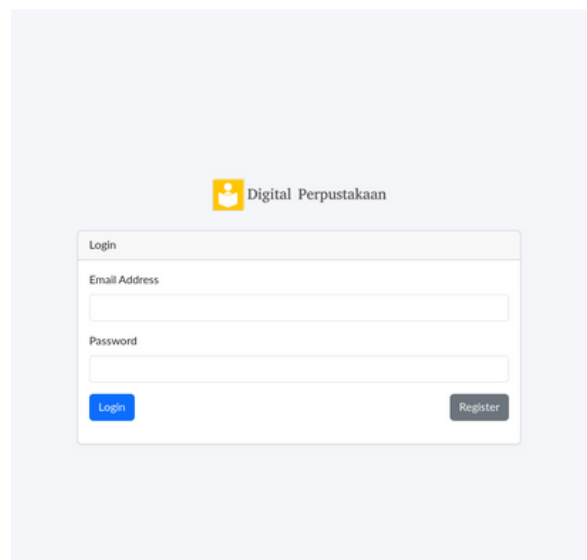 Digital Perpustakaan
Login
Email Address
Password
Login Register